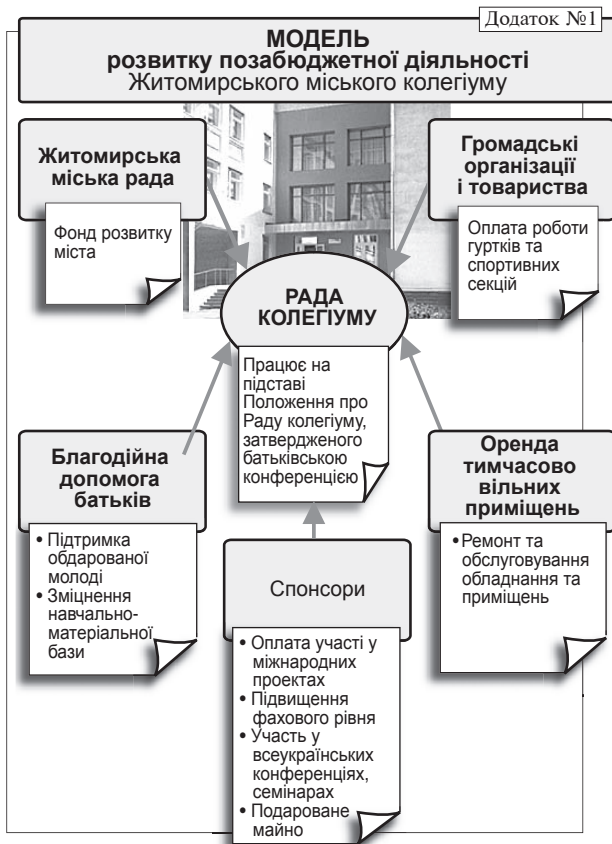 Додаток №1
МОДЕЛЬ
розвитку позабюджетної діяльності
Житомирського міського колегіуму
Житомирська
міська рада
Фонд розвитку
міста
Громадські
організації
і товариства
Оплата роботи
гуртків та
спортивних
секцій
РАДА
КОЛЕГІУМУ
Працює на
підставі
Положення про
Раду колегіуму,
затвердженого
батьківською
конференцією
Благодійна
допомога
батьків
• Підтримка
обдарованої
молоді
• Зміцнення
навчально-
матеріальної
бази
Спонсори
• Оплата участі у
міжнародних
проектах
• Підвищення
фахового рівня
• Участь у
всеукраїнських
конференціях,
семінарах
• Подароване
майно
Оренда
тимчасово
вільних
приміщень
• Ремонт та
обслуговування
обладнання та
приміщень